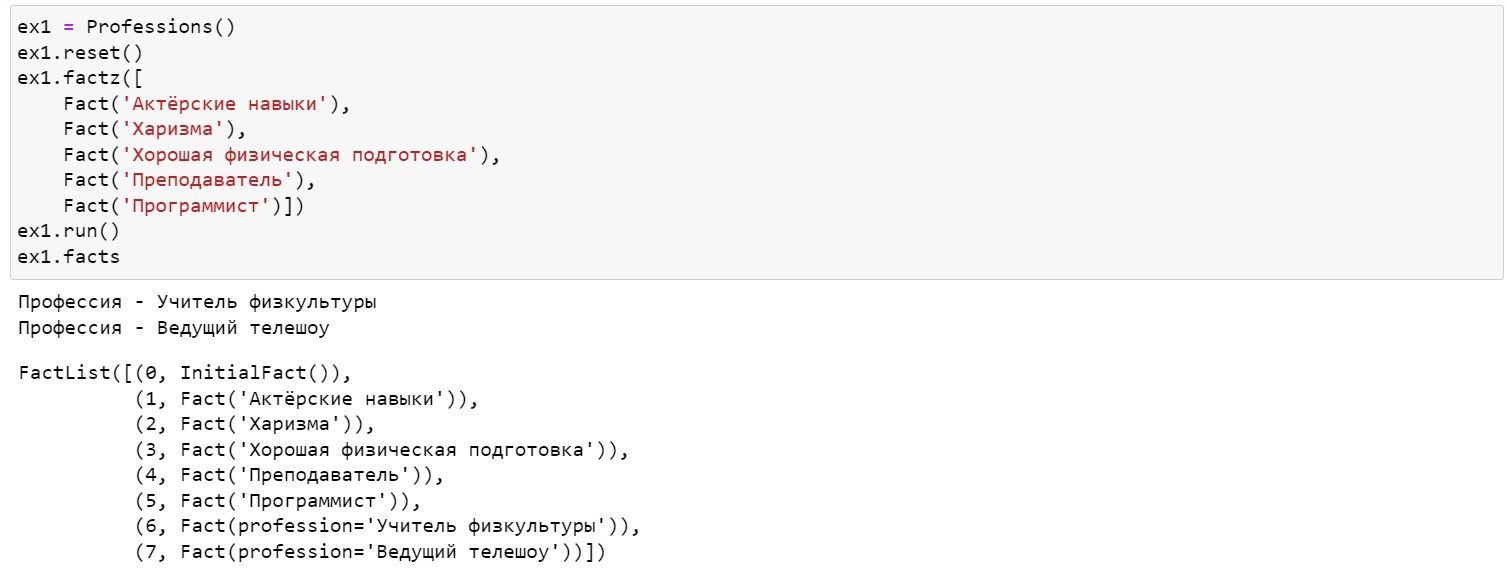 ex1 = Professions()
ex1.reset()
ex1.factz([
    Fact('Актёрские навыки'),
    Fact('Харизма'),
    Fact('Хорошая физическая подготовка'),
    Fact('Преподаватель'),
    Fact('Программист')])
ex1.run()
ex1.facts
Профессия - Учитель физкультуры
Профессия - Ведущий телешоу
FactList([(0, InitialFact()),
          (1, Fact('Актёрские навыки')),
          (2, Fact('Харизма')),
          (3, Fact('Хорошая физическая подготовка')),
          (4, Fact('Преподаватель')),
          (5, Fact('Программист')),
          (6, Fact(profession='Учитель физкультуры')),
          (7, Fact(profession='Ведущий телешоу'))])